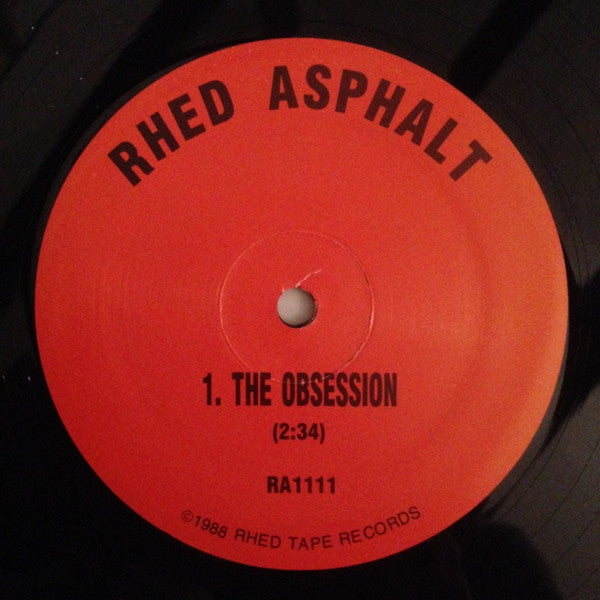 RHED ASPHALT
1. THE OBSESSION
(2:34)
RA1111
©1988 RHED TAPE RECORDS